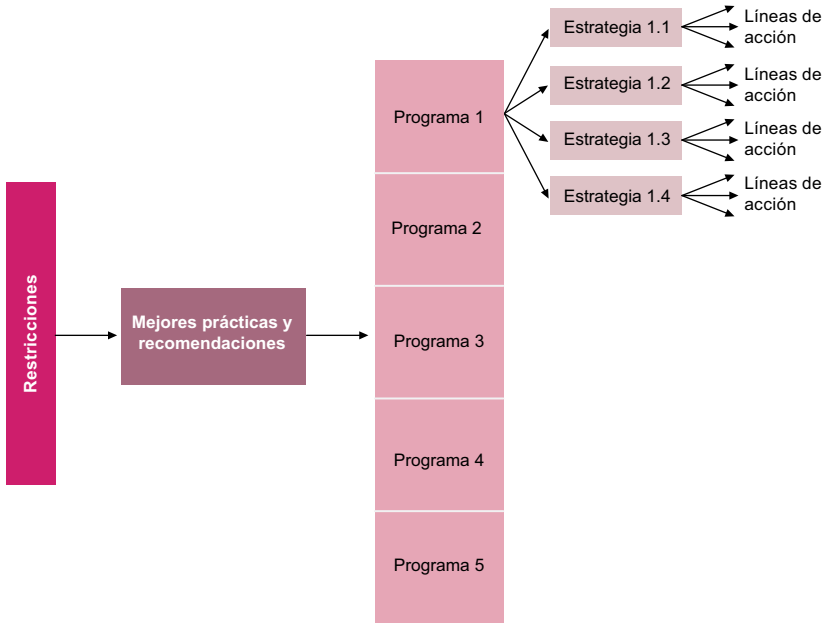 Restricciones
Mejores prácticas y
recomendaciones
Programa 1
Programa 2
Programa 3
Programa 4
Programa 5
Estrategia 1.1
Líneas de
acción
Estrategia 1.2
Líneas de
acción
Estrategia 1.3
Líneas de
acción
Estrategia 1.4
Líneas de
acción